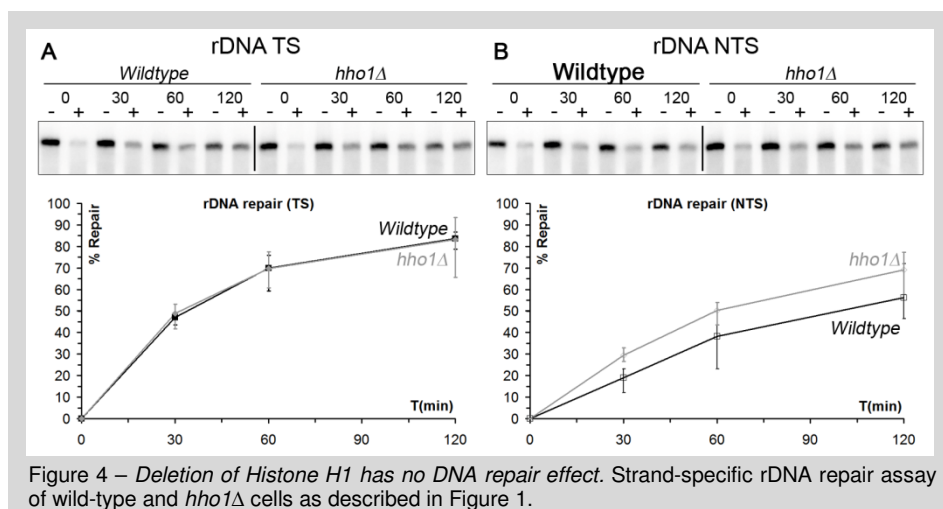 A
rDNA TS
Wildtype hho1Δ
0 30 60 120 0 30 60 120
- + - + - + - + - + - + - + - +
B
rDNA NTS
Wildtype hho1Δ
0 30 60 120 0 30 60 120
- + - + - + - + - + - + - + - +
rDNA repair (TS)
% Repair
100
90
80
70
60
50
40
30
20
10
0
Wildtype
hho1Δ
T(min)
0 30 60 90 120
rDNA repair (NTS)
% Repair
100
90
80
70
60
50
40
30
20
10
0
hho1Δ
Wildtype
T(min)
0 30 60 90 120
Figure 4 – Deletion of Histone H1 has no DNA repair effect. Strand-specific rDNA repair assay
of wild-type and hho1Δ cells as described in Figure 1.